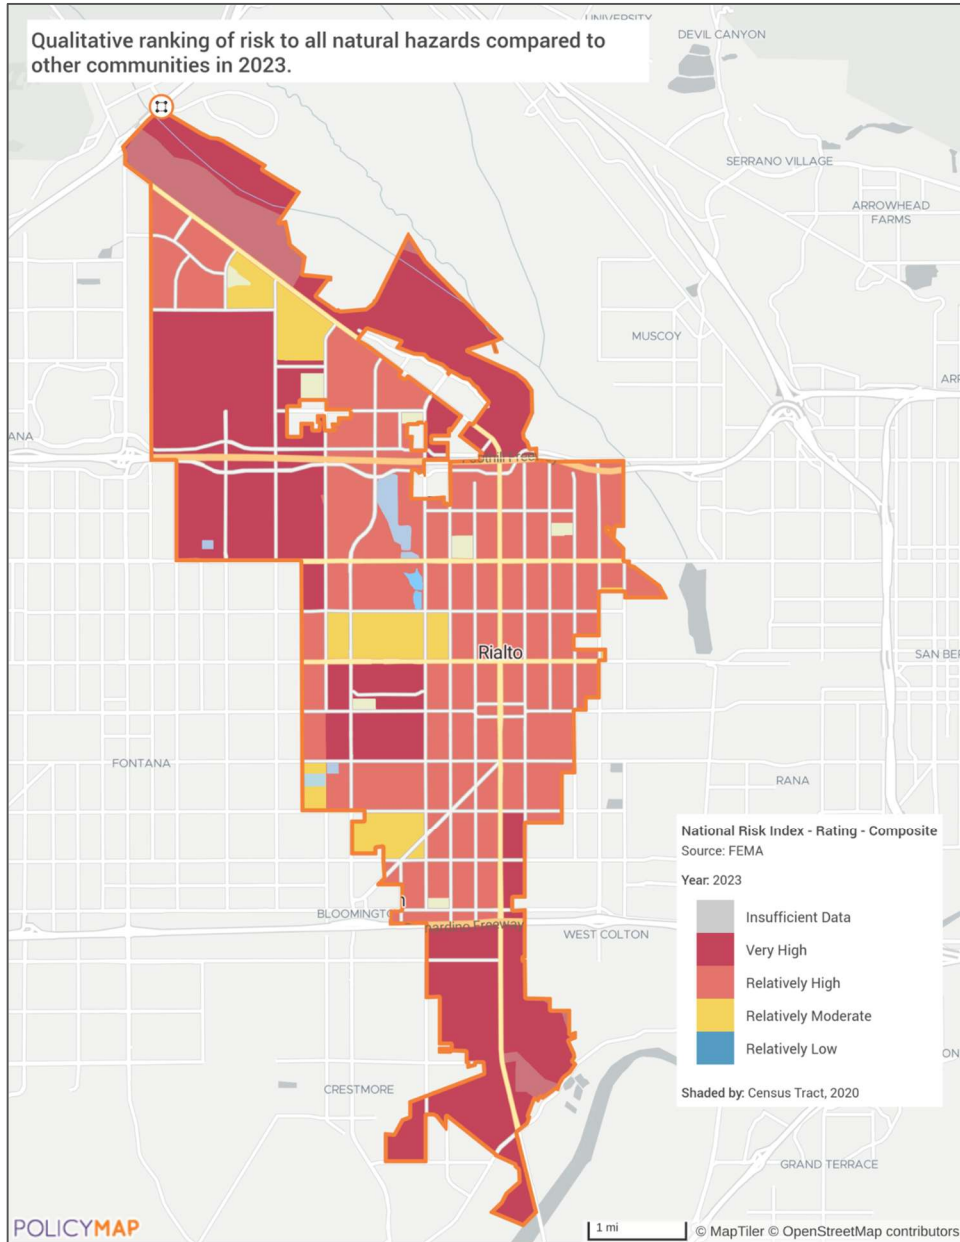 UNIVERSITY
Qualitative ranking of risk to all natural hazards compared to
other communities in 2023.
DEVIL CANYON
SERRANO VILLAGE
ARROWHEAD
FARMS
MUSCOY
Rialto
FONTANA
RANA
BLOOMINGTO
WEST COLTON
CRESTMORE
GRAND TERRACE
National Risk Index - Rating - Composite
Source: FEMA
Year: 2023
Insufficient Data
Very High
Relatively High
Relatively Moderate
Relatively Low
Shaded by: Census Tract, 2020
POLICYMAP
1 mi
© MapTiler © OpenStreetMap contributors